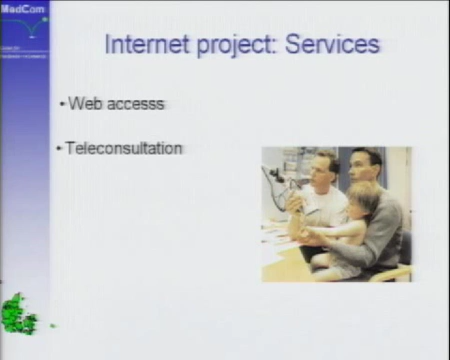 MedCom
Internet project: Services
• Web accesss
• Teleconsultation